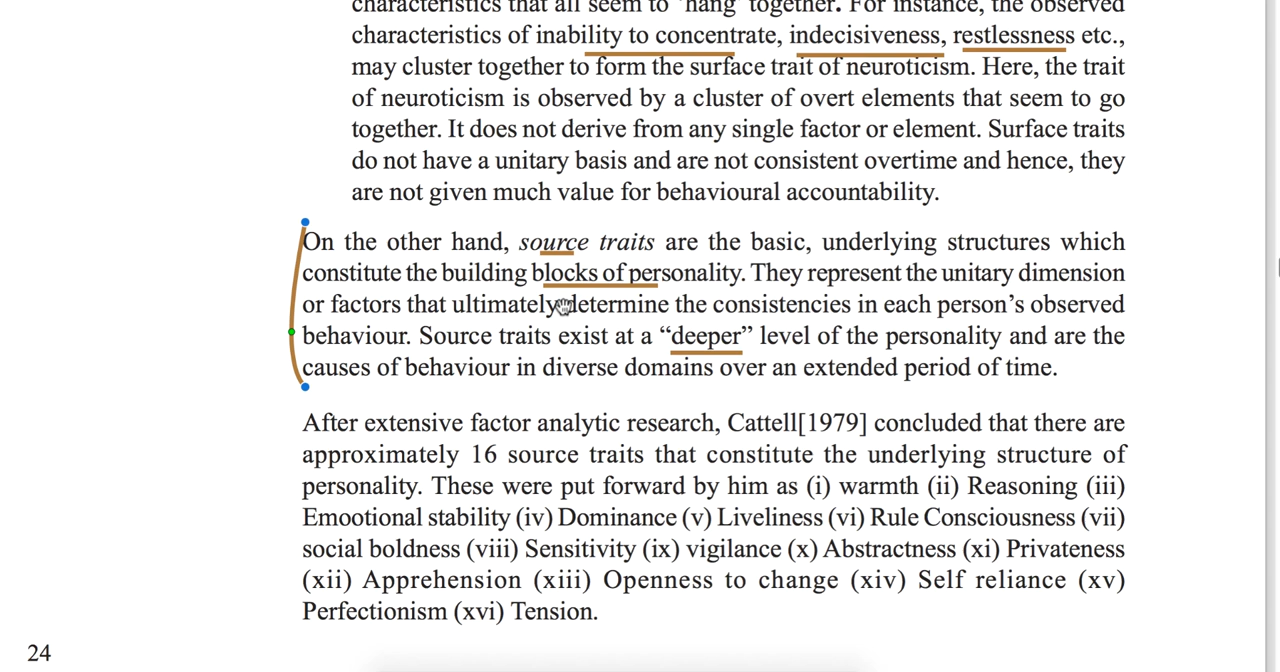 characteristics that all seem to 'hang' together. For instance, the observed
characteristics of inability to concentrate, indecisiveness, restlessness etc.,
may cluster together to form the surface trait of neuroticism. Here, the trait
of neuroticism is observed by a cluster of overt elements that seem to go
together. It does not derive from any single factor or element. Surface traits
do not have a unitary basis and are not consistent overtime and hence, they
are not given much value for behavioural accountability.
On the other hand, source traits are the basic, underlying structures which
constitute the building blocks of personality. They represent the unitary dimension
or factors that ultimately determine the consistencies in each person's observed
behaviour. Source traits exist at a “deeper” level of the personality and are the
causes of behaviour in diverse domains over an extended period of time.
After extensive factor analytic research, Cattell[1979] concluded that there are
approximately 16 source traits that constitute the underlying structure of
personality. These were put forward by him as (i) warmth (ii) Reasoning (iii)
Emootional stability (iv) Dominance (v) Liveliness (vi) Rule Consciousness (vii)
social boldness (viii) Sensitivity (ix) vigilance (x) Abstractness (xi) Privateness
(xii) Apprehension (xiii) Openness to change (xiv) Self reliance (xv)
Perfectionism (xvi) Tension.
24